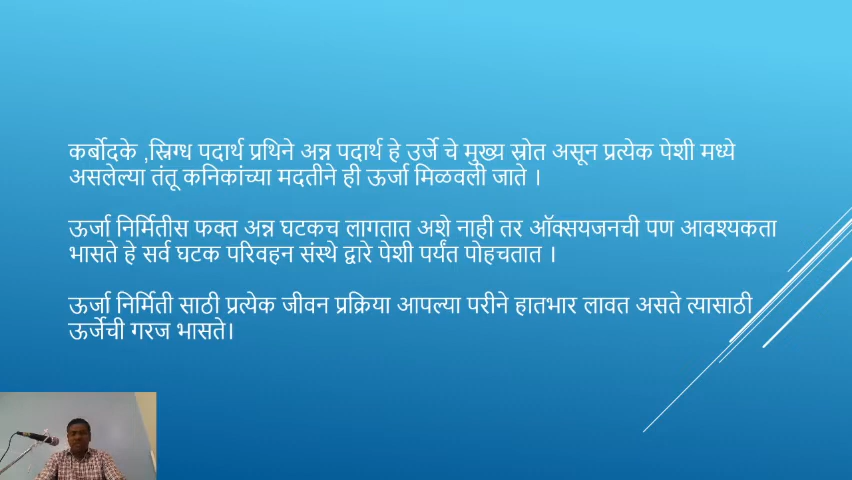 कर्बोदके ,स्निग्ध पदार्थ प्रथिने अन्न पदार्थ हे उर्जे चे मुख्य स्रोत असून प्रत्येक पेशी मध्ये
असलेल्या तंतू कनिकांच्या मदतीने ही ऊर्जा मिळवली जाते ।
ऊर्जा निर्मितीस फक्त अन्न घटकच लागतात अशे नाही तर ऑक्सयजनची पण आवश्यकता
भासते हे सर्व घटक परिवहन संस्थे द्वारे पेशी पर्यंत पोहचतात ।
ऊर्जा निर्मिती साठी प्रत्येक जीवन प्रक्रिया आपल्या परीने हातभार लावत असते त्यासाठी
ऊर्जेची गरज भासते।